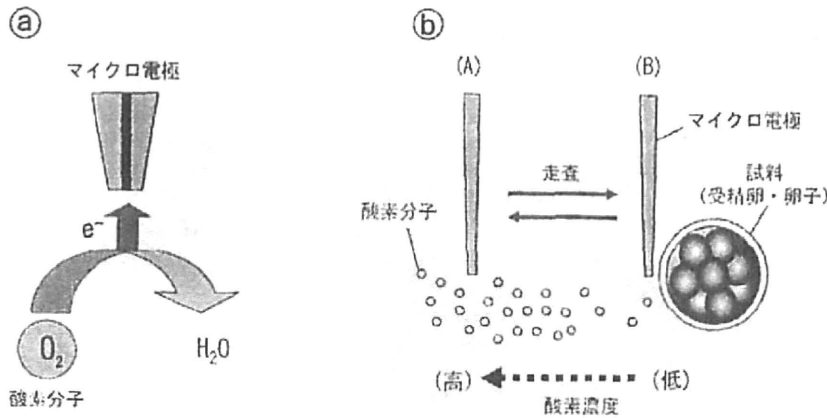 ⓐ
マイクロ電極
e⁻
O₂
H₂O
酸素分子
ⓑ
(A)
(B)
マイクロ電極
走査
試料
(受精卵・卵子)
酸素分子
(高)
(低)
酸素濃度